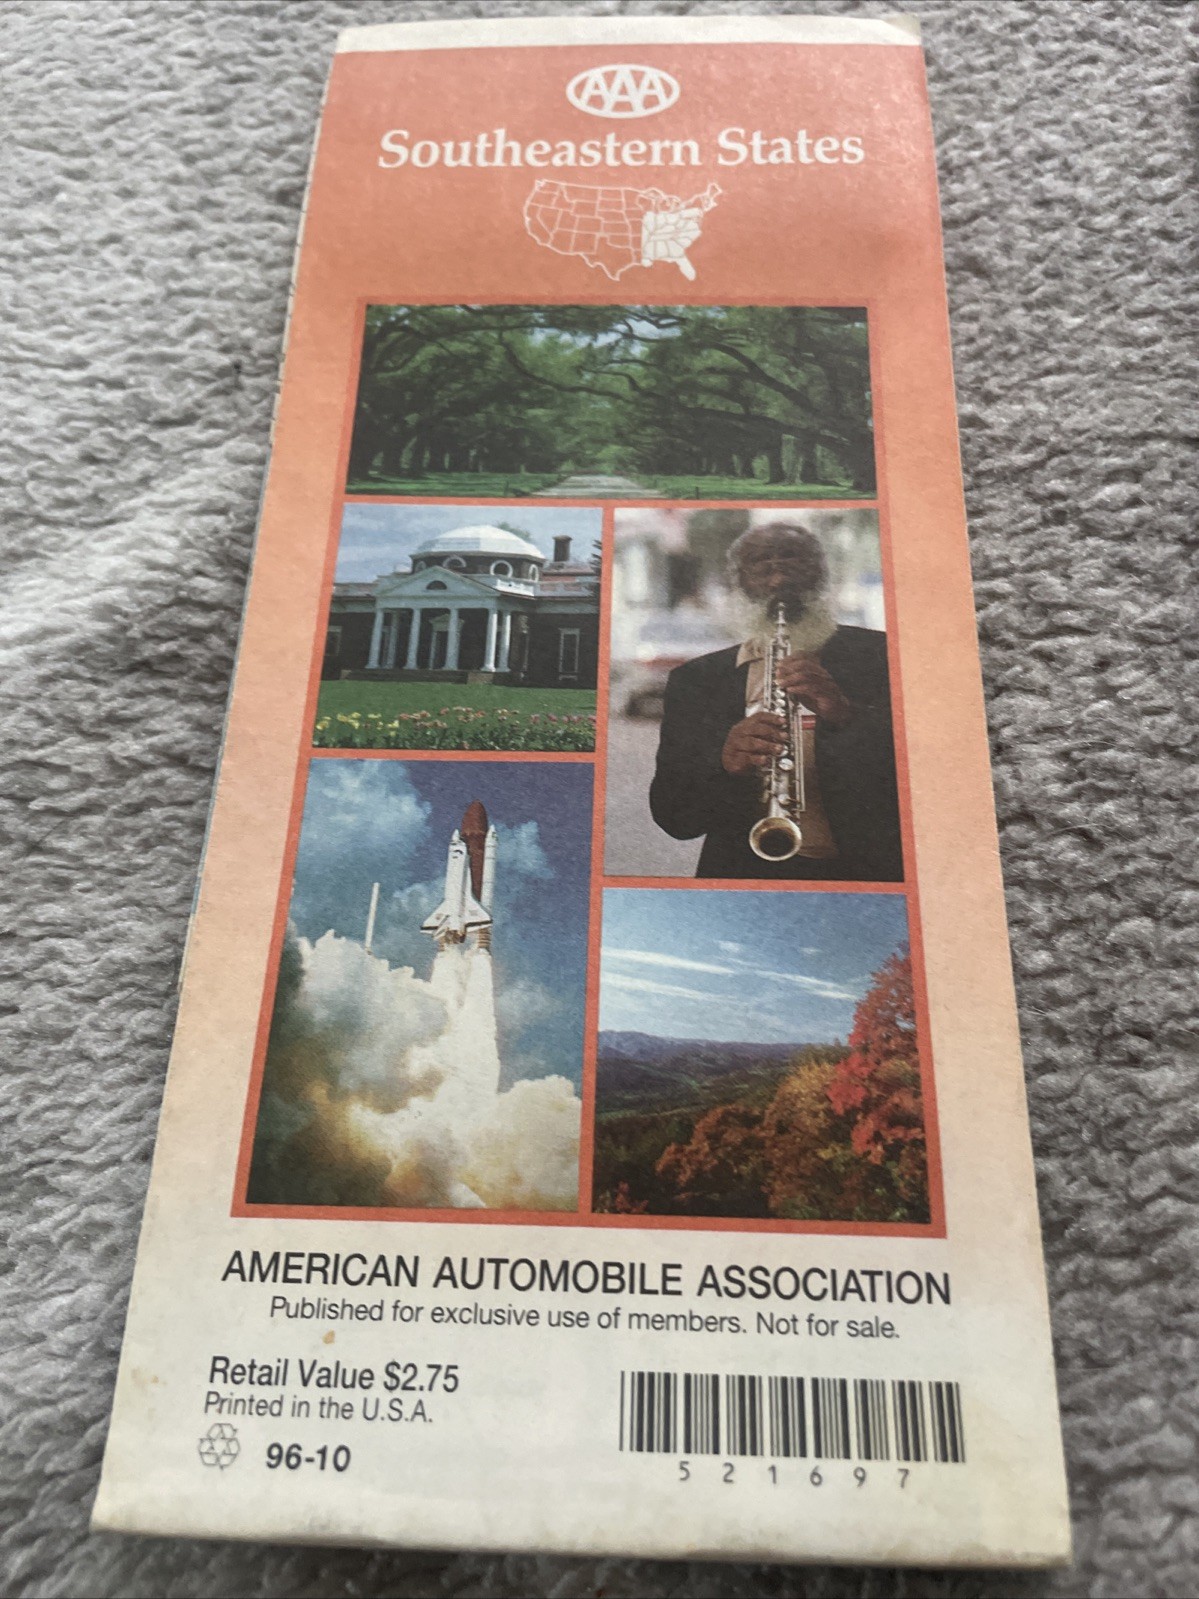 AAA
Southeastern States
AMERICAN AUTOMOBILE ASSOCIATION
Published for exclusive use of members. Not for sale.
Retail Value $2.75
Printed in the U.S.A.
96-10
5 2 1 6 9 7